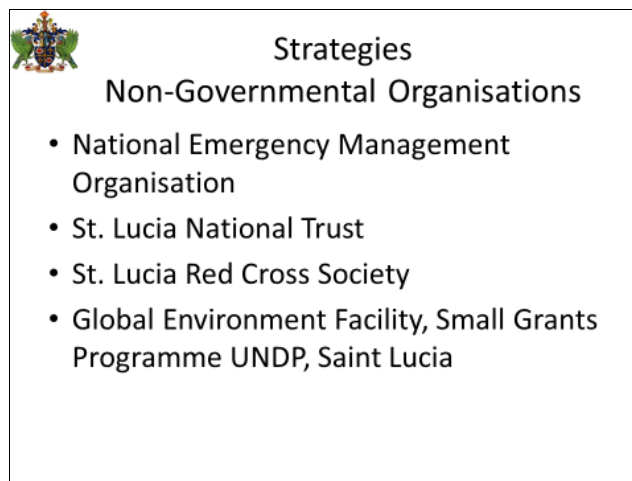 Strategies
Non-Governmental Organisations
• National Emergency Management
Organisation
• St. Lucia National Trust
• St. Lucia Red Cross Society
• Global Environment Facility, Small Grants
Programme UNDP, Saint Lucia